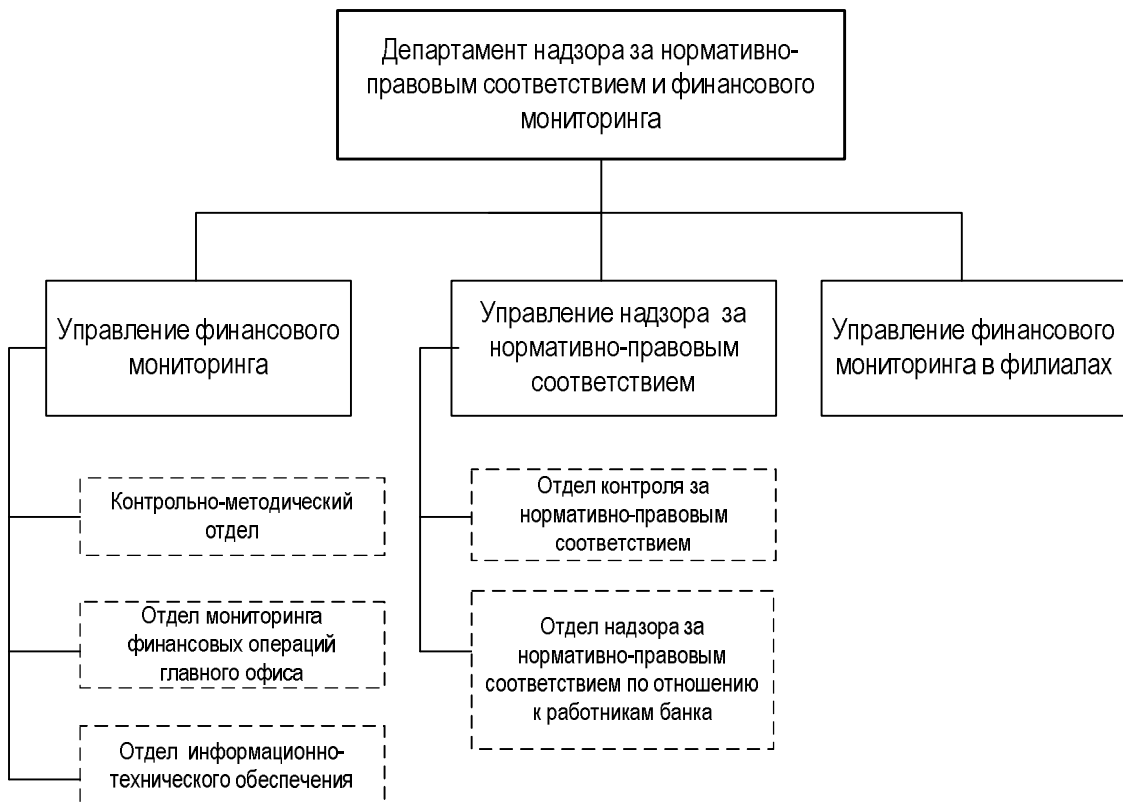 Департамент надзора за нормативно-
правовым соответствием и финансового
мониторинга
Управление финансового
мониторинга
Управление надзора за
нормативно-правовым
соответствием
Управление финансового
мониторинга в филиалах
Контрольно-методический
отдел
Отдел мониторинга
финансовых операций
главного офиса
Отдел информационно-
технического обеспечения
Отдел контроля за
нормативно-правовым
соответствием
Отдел надзора за
нормативно-правовым
соответствием по отношению
к работникам банка